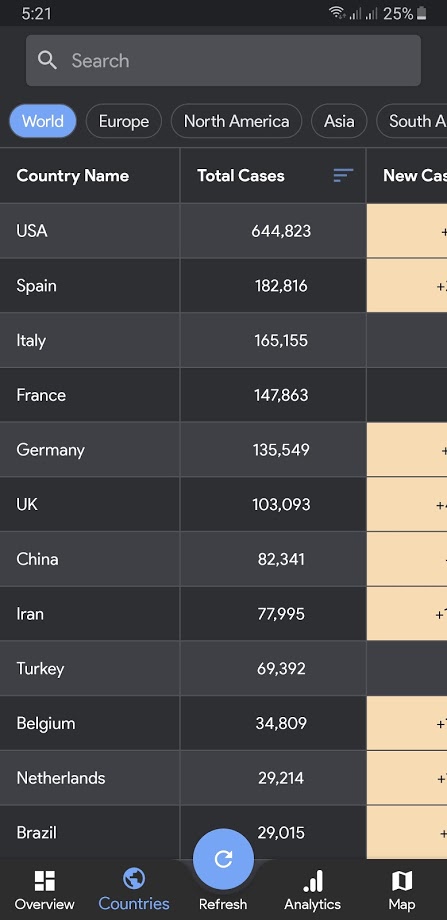 5:21 25%
Search
World Europe North America Asia South A
Country Name Total Cases New Cas
USA 644,823 +
Spain 182,816 +
Italy 165,155
France 147,863
Germany 135,549 +
UK 103,093 +
China 82,341
Iran 77,995 +
Turkey 69,392
Belgium 34,809 +
Netherlands 29,214 +
Brazil 29,015 +
Overview Countries Refresh Analytics Map